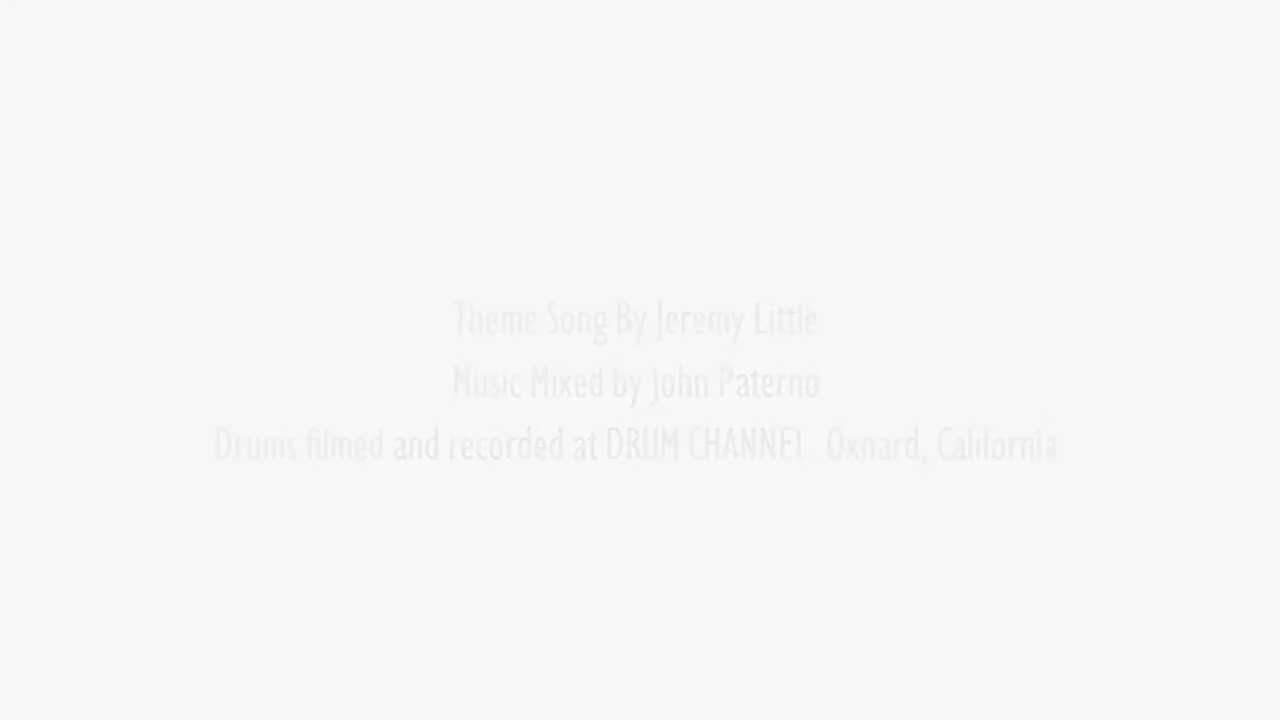 Theme Song By Jeremy Little
Music Mixed by John Paterno
Drums filmed and recorded at DRUM CHANNEL Oxnard, California